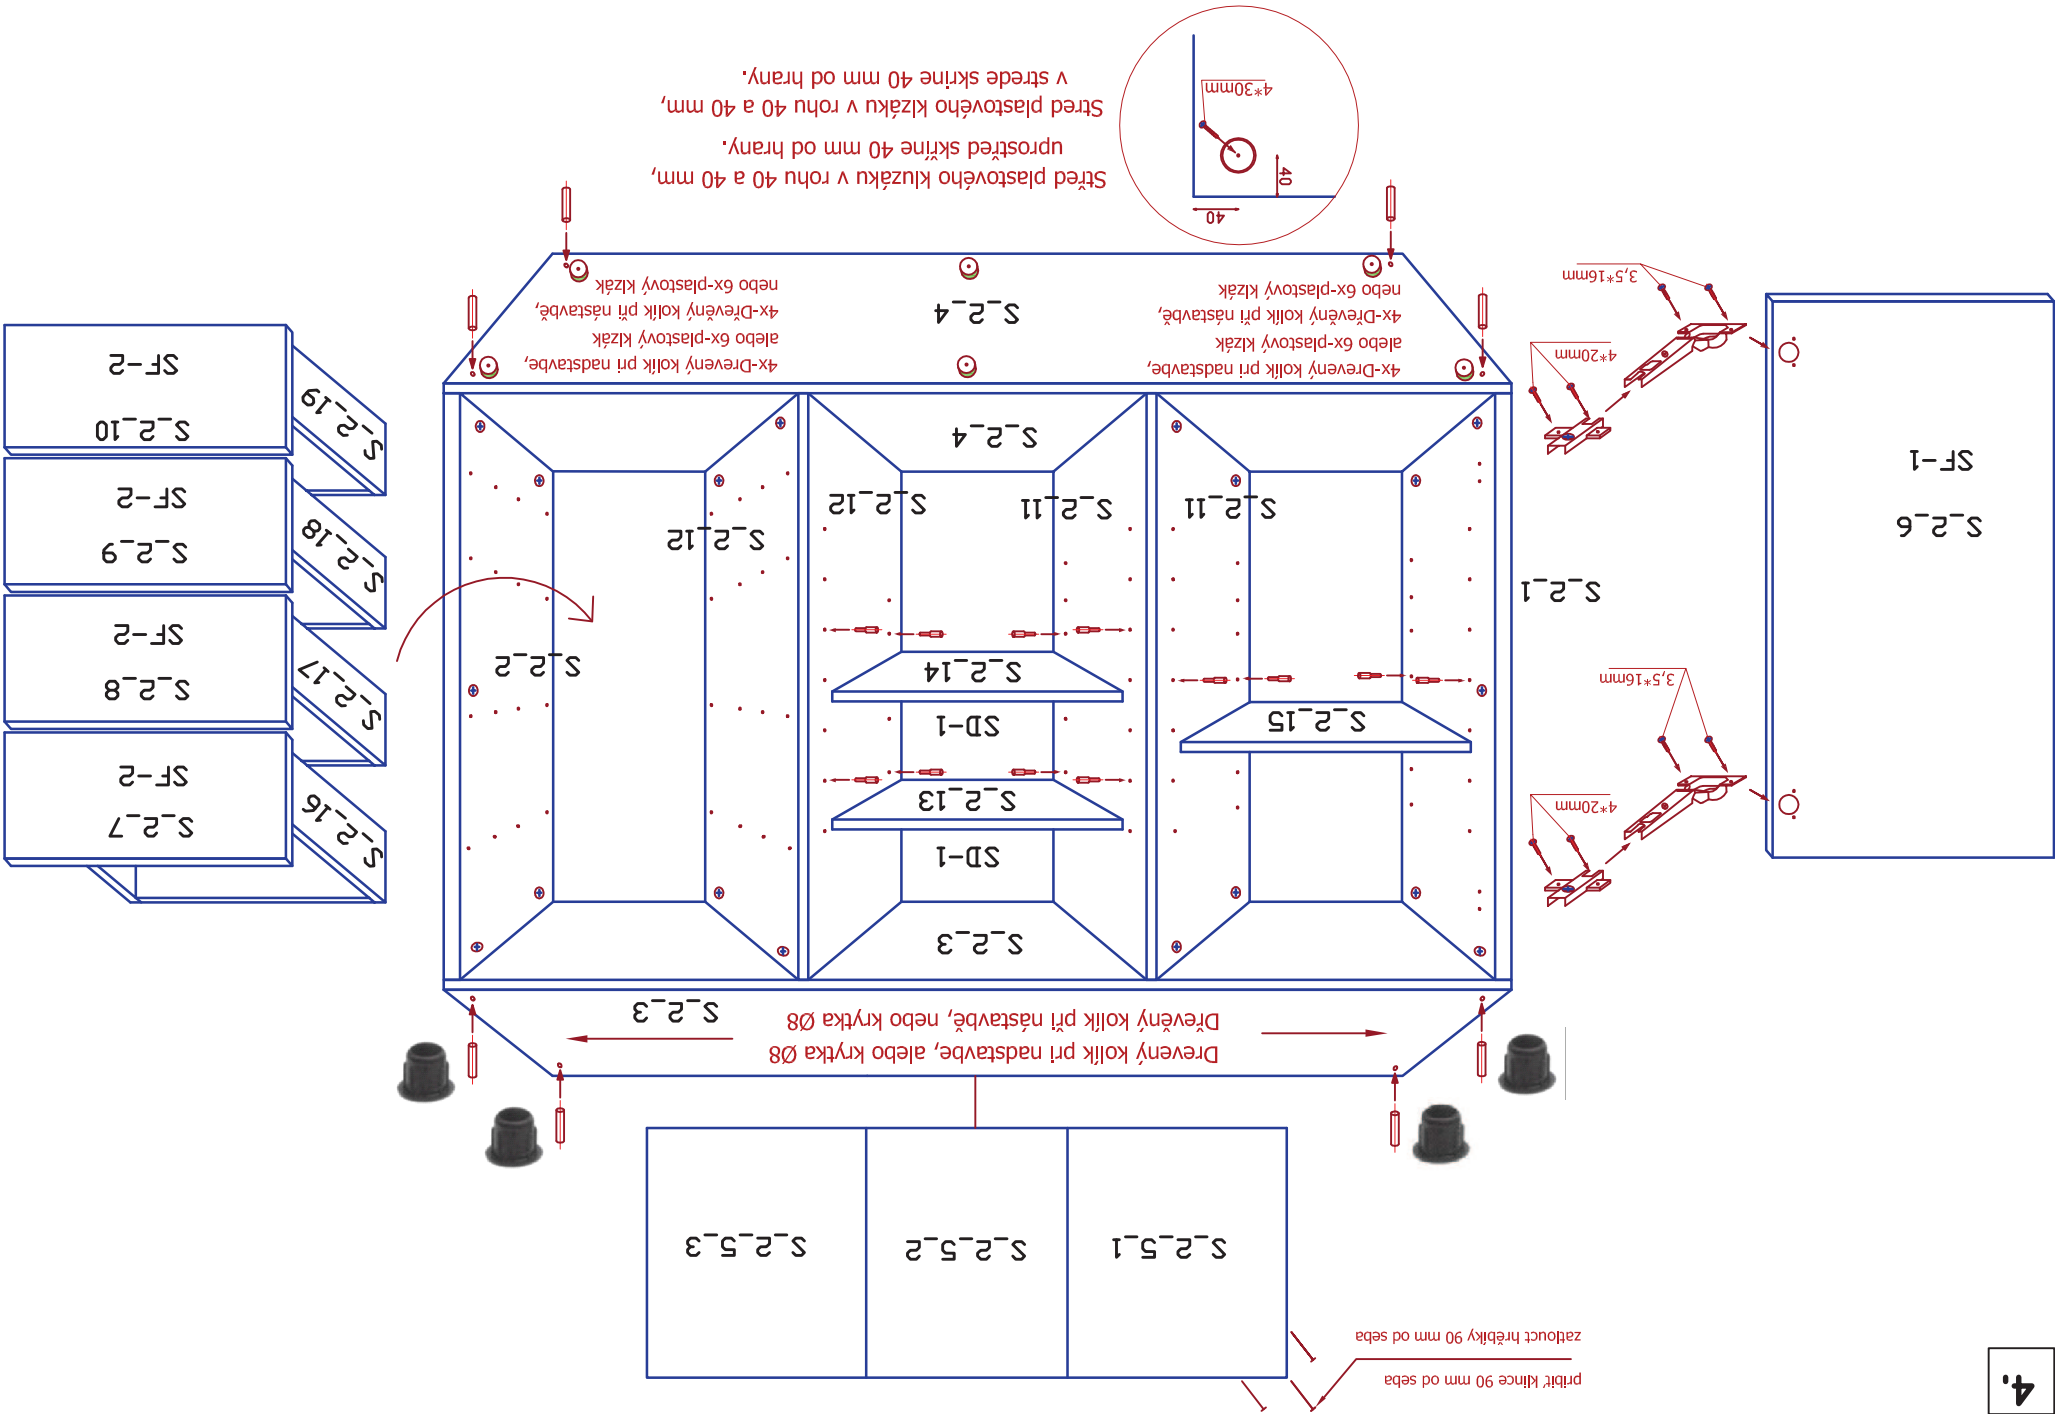 4.
pribiť klince 90 mm od seba
zatlouct hřebíky 90 mm od seba
S_2_5_1
S_2_5_2
S_2_5_3
Drevený kolík pri nadstavbe, alebo krytka Ø8
Dřevěný kolík při nástavbě, nebo krytka Ø8
S_2_3
S_2_3
S_2_6
SF-1
4*20mm
3,5*16mm
4*20mm
3,5*16mm
S_2_1
S_2_15
S_2_11
S_2_11
SD-1
S_2_13
SD-1
S_2_14
S_2_12
S_2_12
S_2_2
S_2_4
S_2_7
SF-2
S_2_16
S_2_8
SF-2
S_2_17
S_2_9
SF-2
S_2_18
S_2_10
SF-2
S_2_19
4x-Drevený kolík pri nadstavbe,
alebo 6x-plastový klzák
4x-Dřevěný kolík při nástavbě,
nebo 6x-plastový klzák
S_2_4
4x-Drevený kolík pri nadstavbe,
alebo 6x-plastový klzák
4x-Dřevěný kolík při nástavbě,
nebo 6x-plastový klzák
40
40
4*30mm
Střed plastového kluzáku v rohu 40 a 40 mm,
uprostřed skříně 40 mm od hrany.
Stred plastového klzáku v rohu 40 a 40 mm,
v strede skrine 40 mm od hrany.